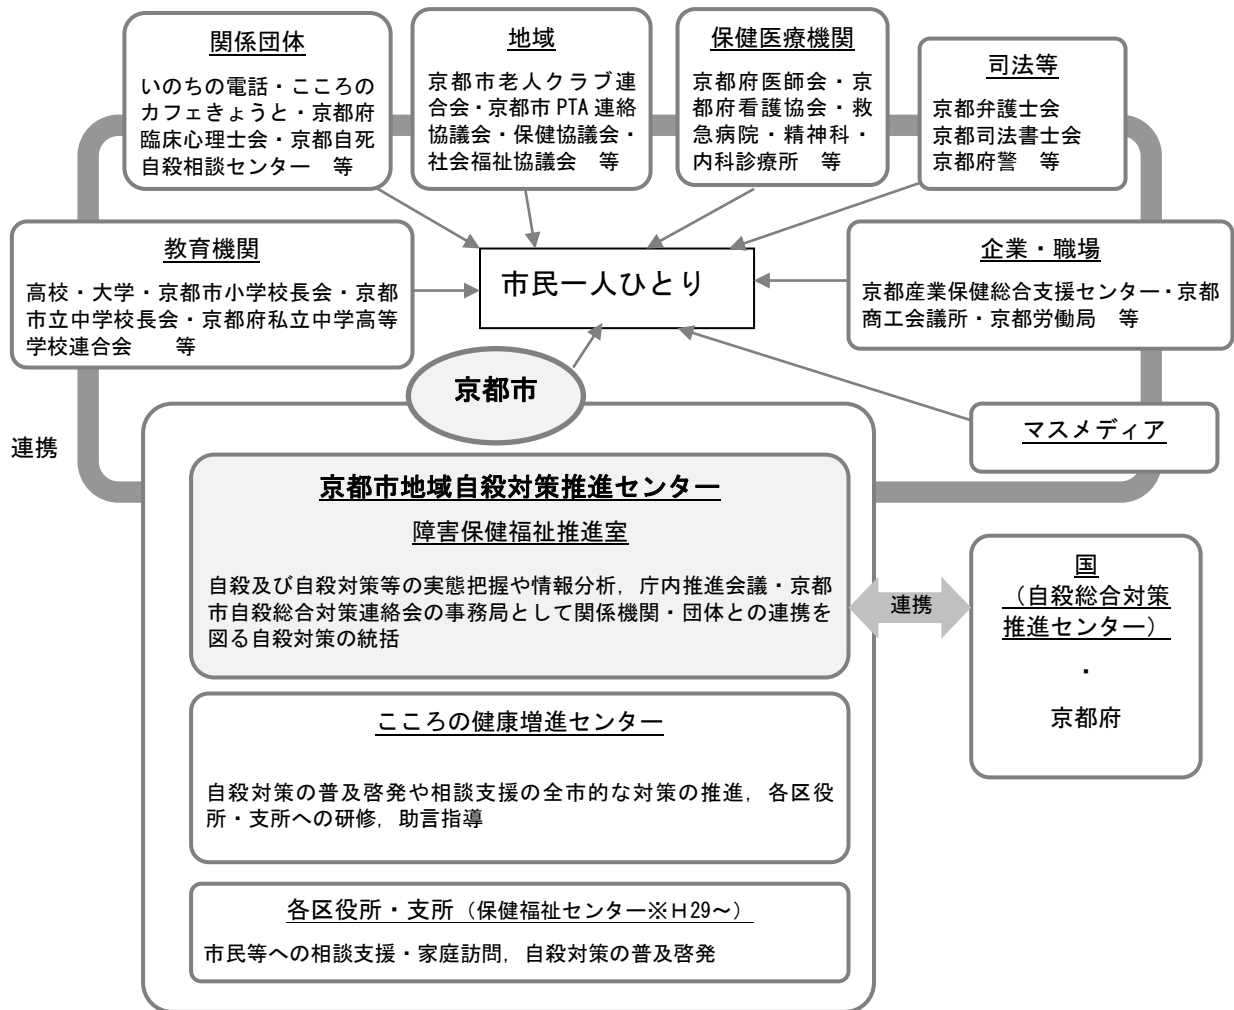 関係団体
いのちの電話・こころの
カフェきょうと・京都府
臨床心理士会・京都自死
自殺相談センター　等
地域
京都市老人クラブ連
合会・京都市 PTA 連絡
協議会・保健協議会・
社会福祉協議会　等
保健医療機関
京都府医師会・京
都府看護協会・救
急病院・精神科・
内科診療所　等
司法等
京都弁護士会
京都司法書士会
京都府警　等
教育機関
高校・大学・京都市小学校長会・京都
市立中学校長会・京都府私立中学高等
学校連合会　　等
市民一人ひとり
企業・職場
京都産業保健総合支援センター・京都
商工会議所・京都労働局　等
京都市
マスメディア
連携
京都市地域自殺対策推進センター
障害保健福祉推進室
自殺及び自殺対策等の実態把握や情報分析，庁内推進会議・京都
市自殺総合対策連絡会の事務局として関係機関・団体との連携を
図る自殺対策の統括
連携
国
（自殺総合対策
推進センター）
・
京都府
こころの健康増進センター
自殺対策の普及啓発や相談支援の全市的な対策の推進，各区役
所・支所への研修，助言指導
各区役所・支所（保健福祉センター※Ｈ29～）
市民等への相談支援・家庭訪問，自殺対策の普及啓発